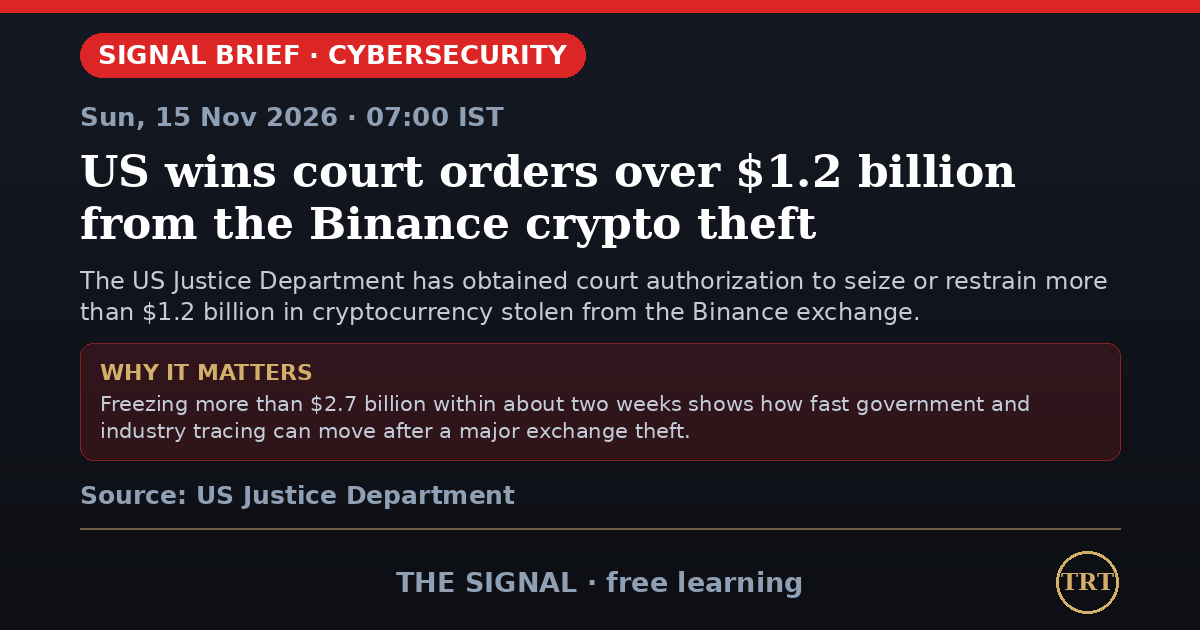 SIGNAL BRIEF · CYBERSECURITY
Sun, 15 Nov 2026 · 07:00 IST
US wins court orders over $1.2 billion
from the Binance crypto theft
The US Justice Department has obtained court authorization to seize or restrain more
than $1.2 billion in cryptocurrency stolen from the Binance exchange.
WHY IT MATTERS
Freezing more than $2.7 billion within about two weeks shows how fast government and
industry tracing can move after a major exchange theft.
Source: US Justice Department
THE SIGNAL · free learning
TRT